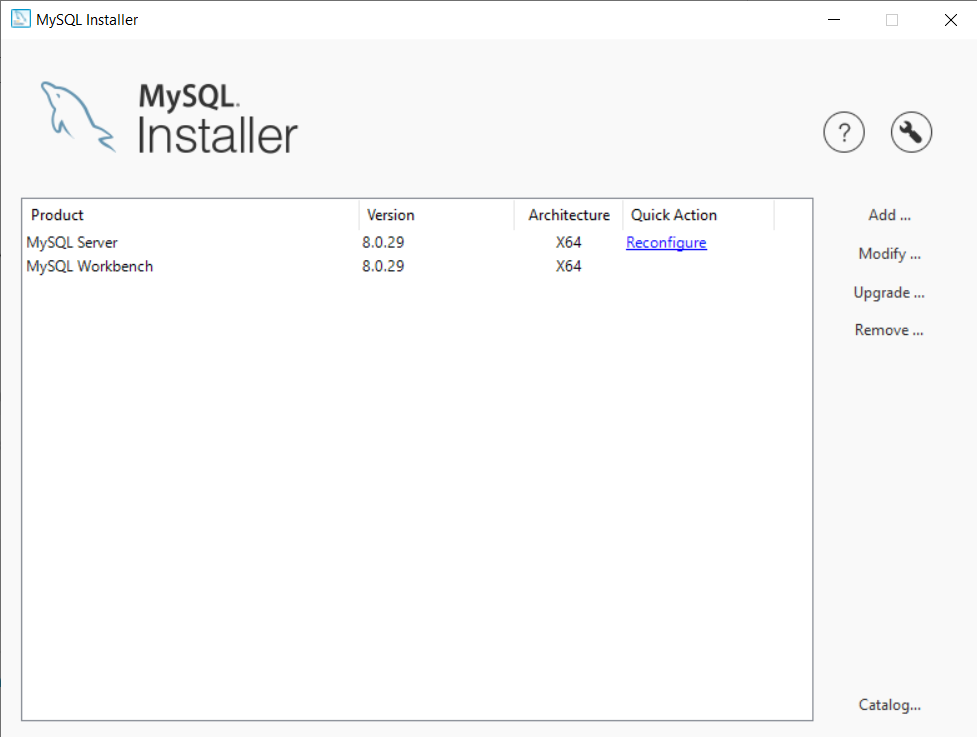 MySQL Installer
MySQL.
Installer
?
Product Version Architecture Quick Action
MySQL Server 8.0.29 X64 Reconfigure
MySQL Workbench 8.0.29 X64
Add ...
Modify ...
Upgrade ...
Remove ...
Catalog...